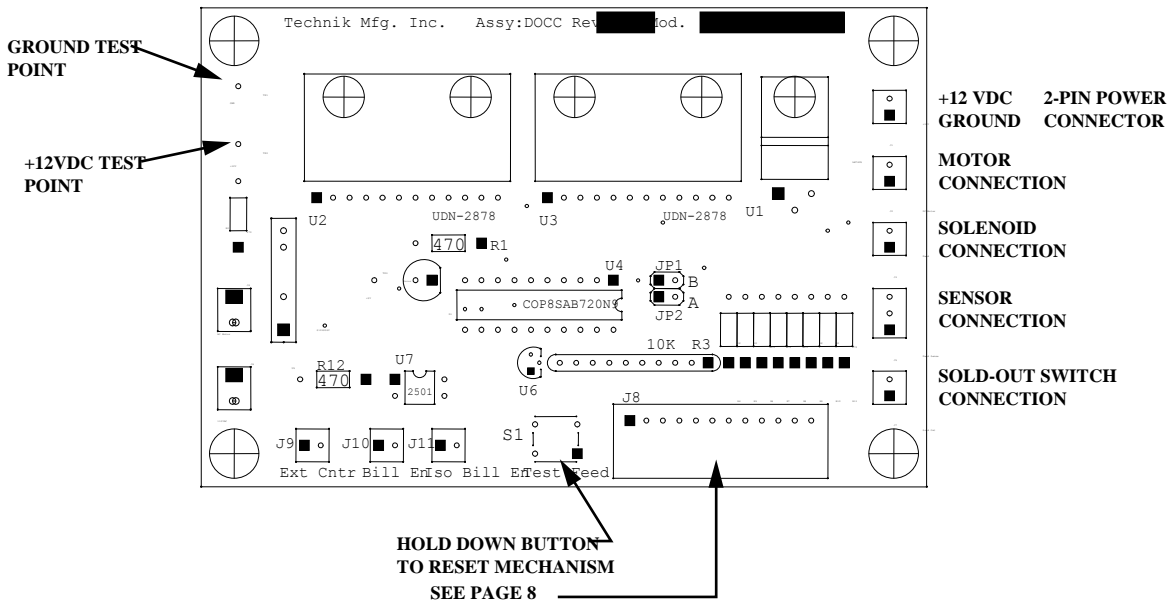 Technik Mfg. Inc. Assy:DOCC Rev Mod.
GROUND TEST
POINT
+12VDC TEST
POINT
+12 VDC 2-PIN POWER
GROUND CONNECTOR
MOTOR
CONNECTION
SOLENOID
CONNECTION
SENSOR
CONNECTION
SOLD-OUT SWITCH
CONNECTION
U2
UDN-2878
U3
UDN-2878
U1
470 R1
U4
JP1
B
COP8SAB720N9
A
JP2
10K R3
R12
470
U7
2501
U6
J8
S1
J9
J10
J11
Ext Cntr Bill En Iso Bill En Test Feed
HOLD DOWN BUTTON
TO RESET MECHANISM
SEE PAGE 8